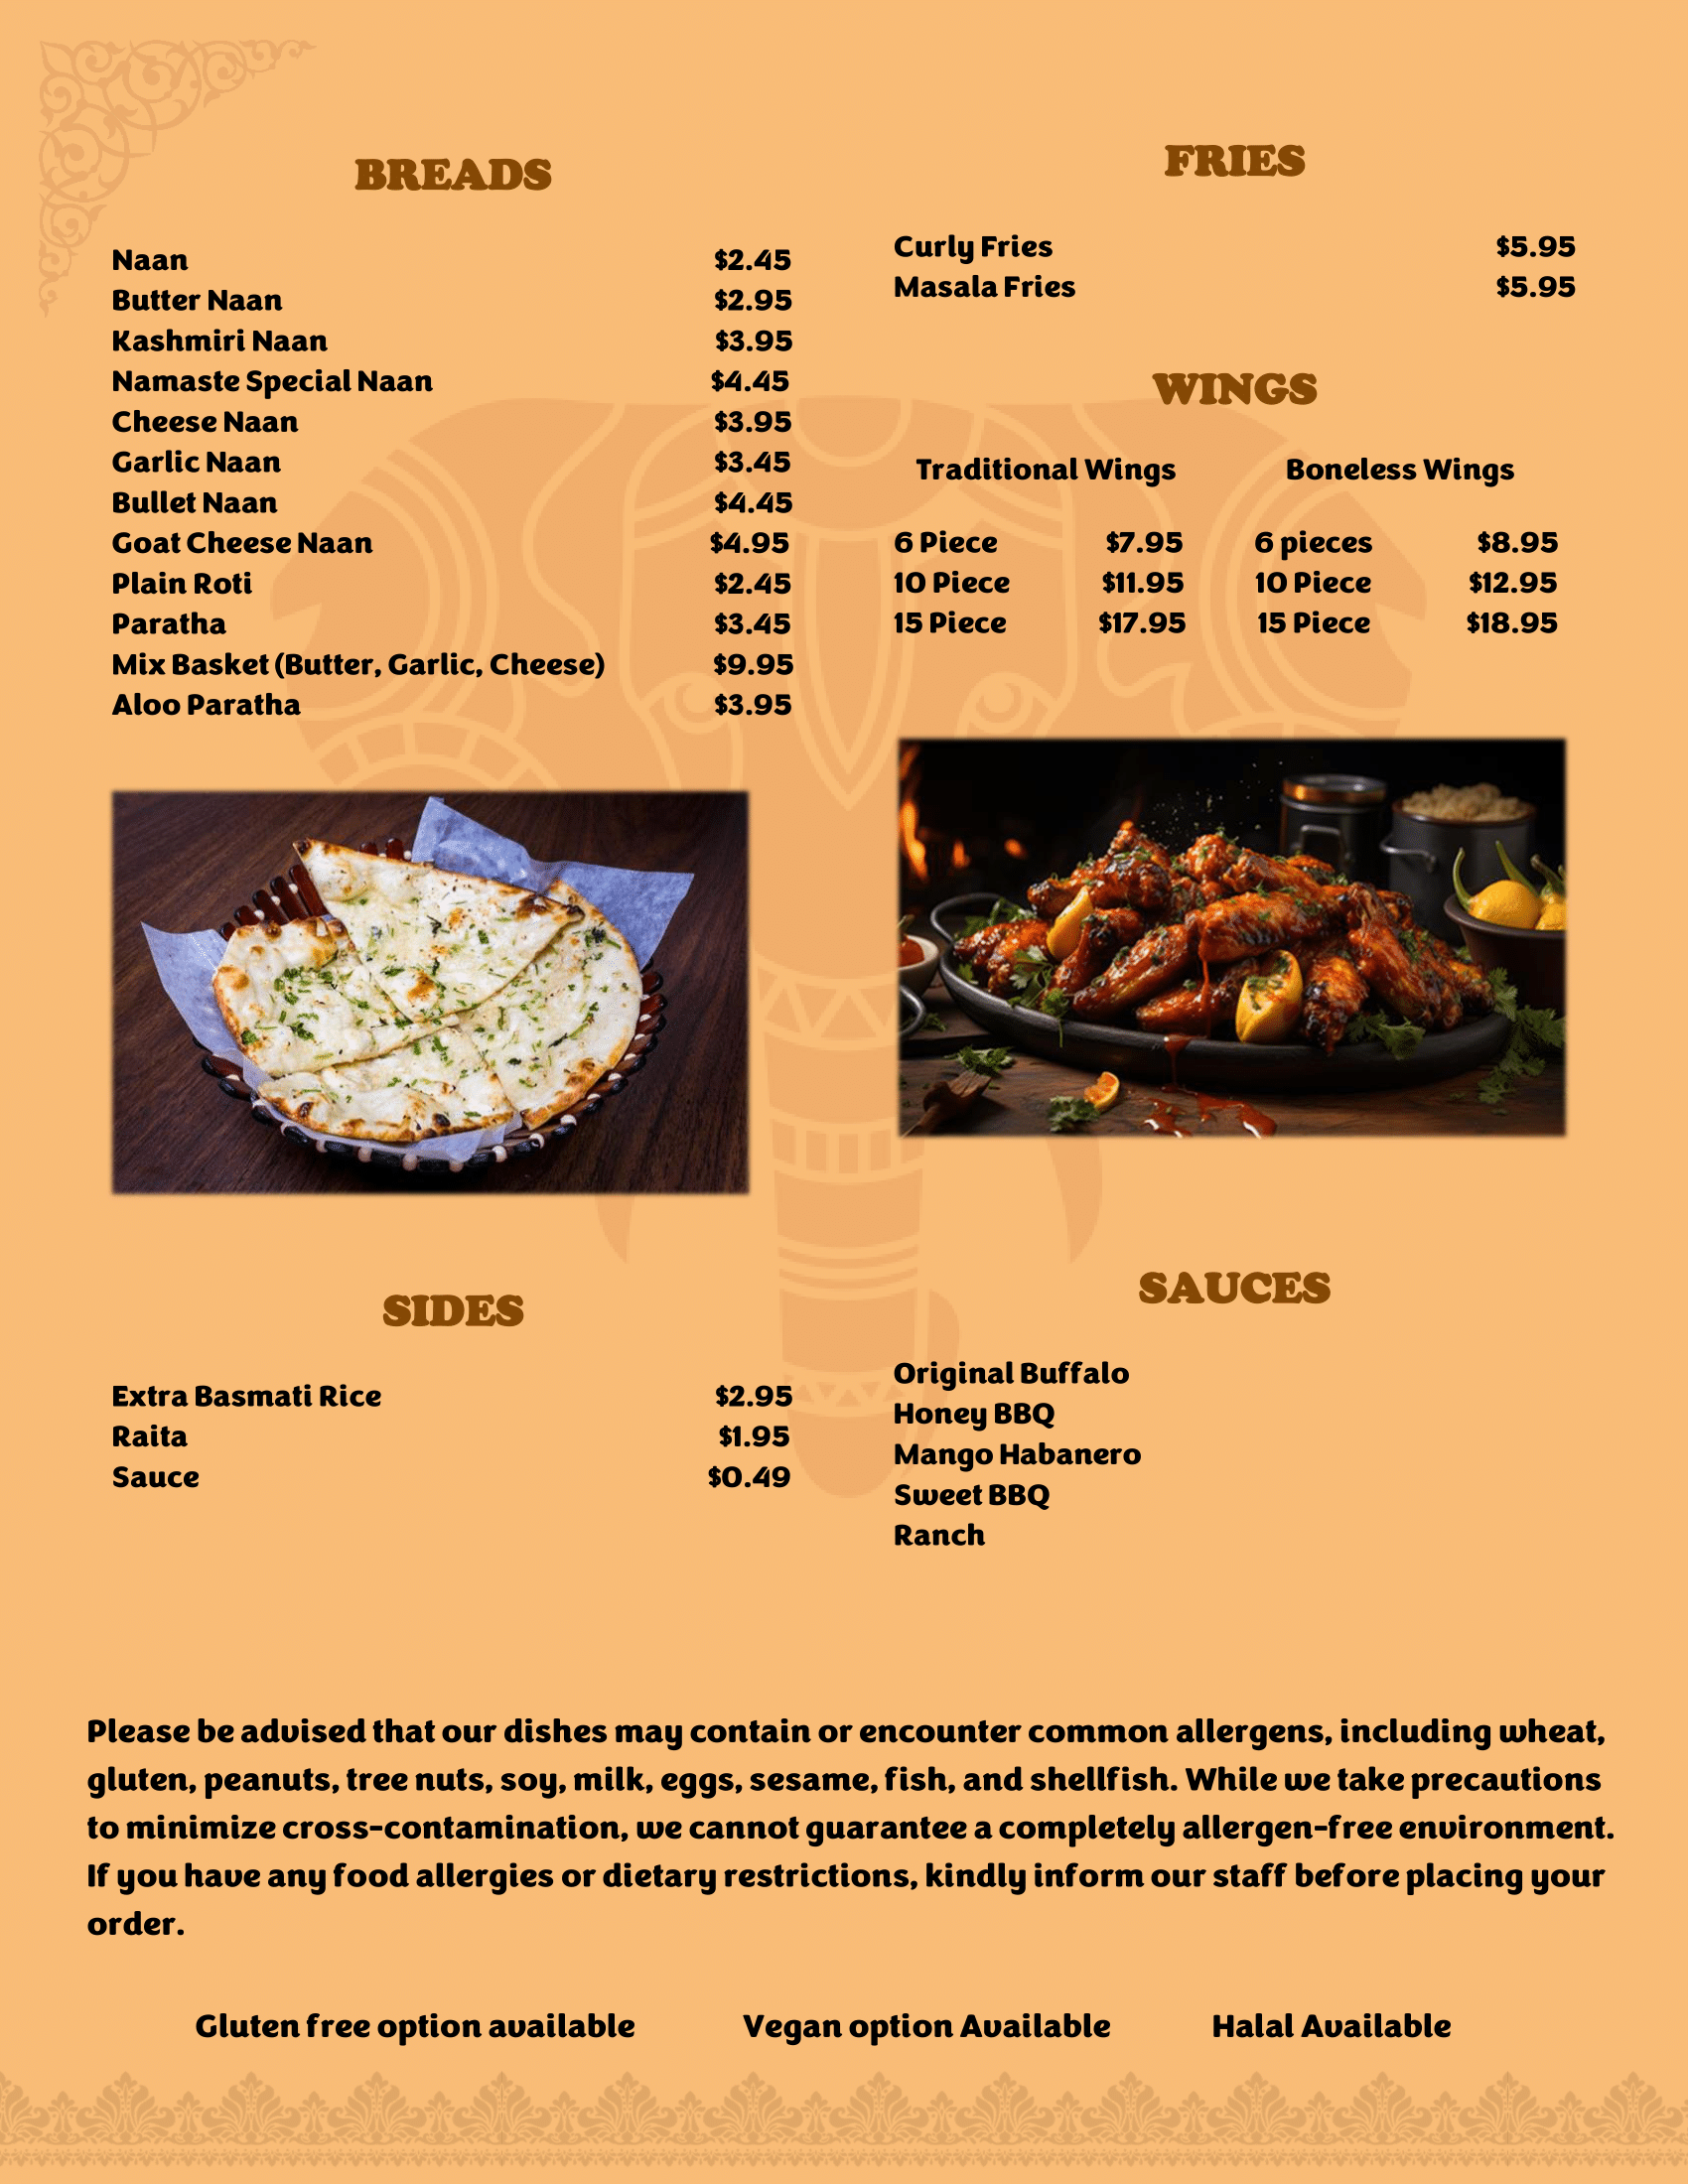 BREADS
Naan $2.45
Butter Naan $2.95
Kashmiri Naan $3.95
Namaste Special Naan $4.45
Cheese Naan $3.95
Garlic Naan $3.45
Bullet Naan $4.45
Goat Cheese Naan $4.95
Plain Roti $2.45
Paratha $3.45
Mix Basket (Butter, Garlic, Cheese) $9.95
Aloo Paratha $3.95
FRIES
Curly Fries $5.95
Masala Fries $5.95
WINGS
Traditional Wings Boneless Wings
6 Piece $7.95 6 pieces $8.95
10 Piece $11.95 10 Piece $12.95
15 Piece $17.95 15 Piece $18.95
SIDES
Extra Basmati Rice $2.95
Raita $1.95
Sauce $0.49
SAUCES
Original Buffalo
Honey BBQ
Mango Habanero
Sweet BBQ
Ranch
Please be advised that our dishes may contain or encounter common allergens, including wheat,
gluten, peanuts, tree nuts, soy, milk, eggs, sesame, fish, and shellfish. While we take precautions
to minimize cross-contamination, we cannot guarantee a completely allergen-free environment.
If you have any food allergies or dietary restrictions, kindly inform our staff before placing your
order.
Gluten free option available Vegan option Available Halal Available